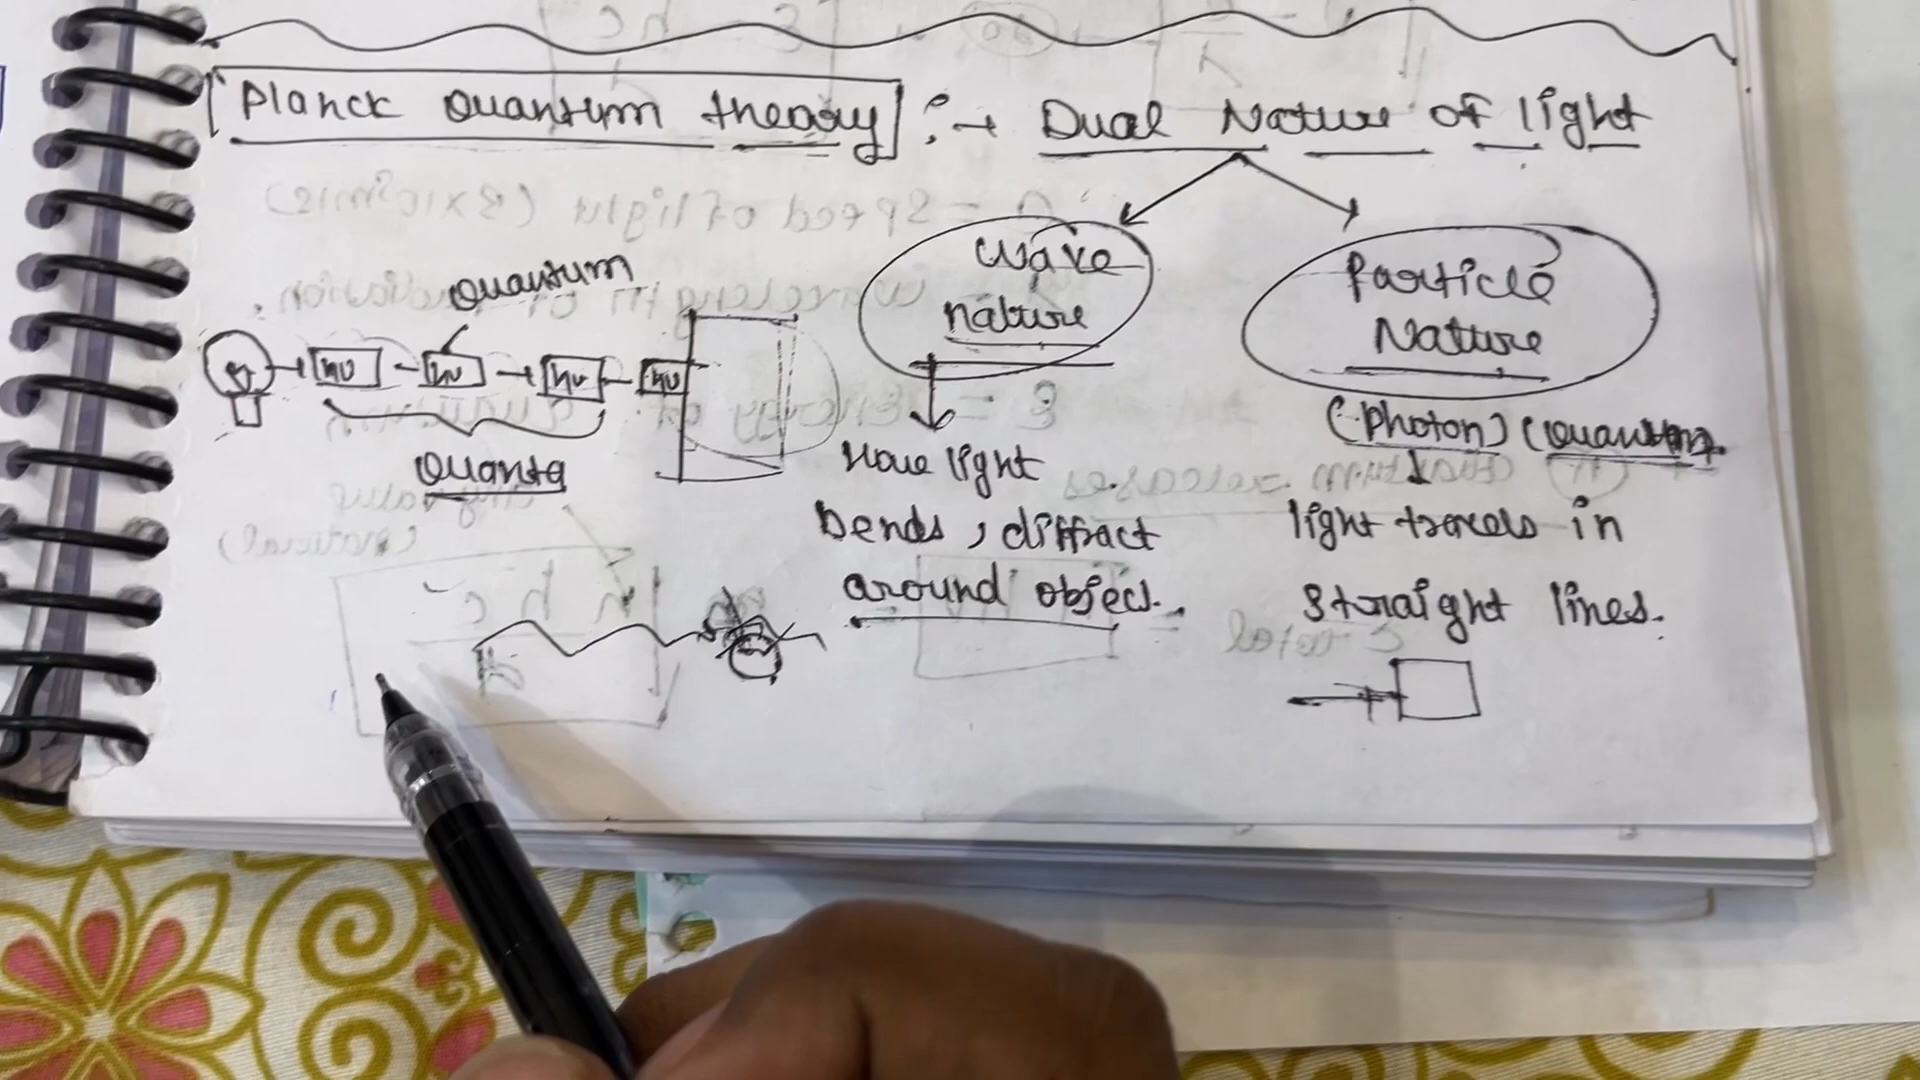 Planck Quantum theory :→ Dual Nature of light
Quantum
hν hν hν hν
Quanta
Wave
nature
light
bends, diffract
around object.
Particle
Nature
(Photon) (Quantum)
light travels in
straight lines.